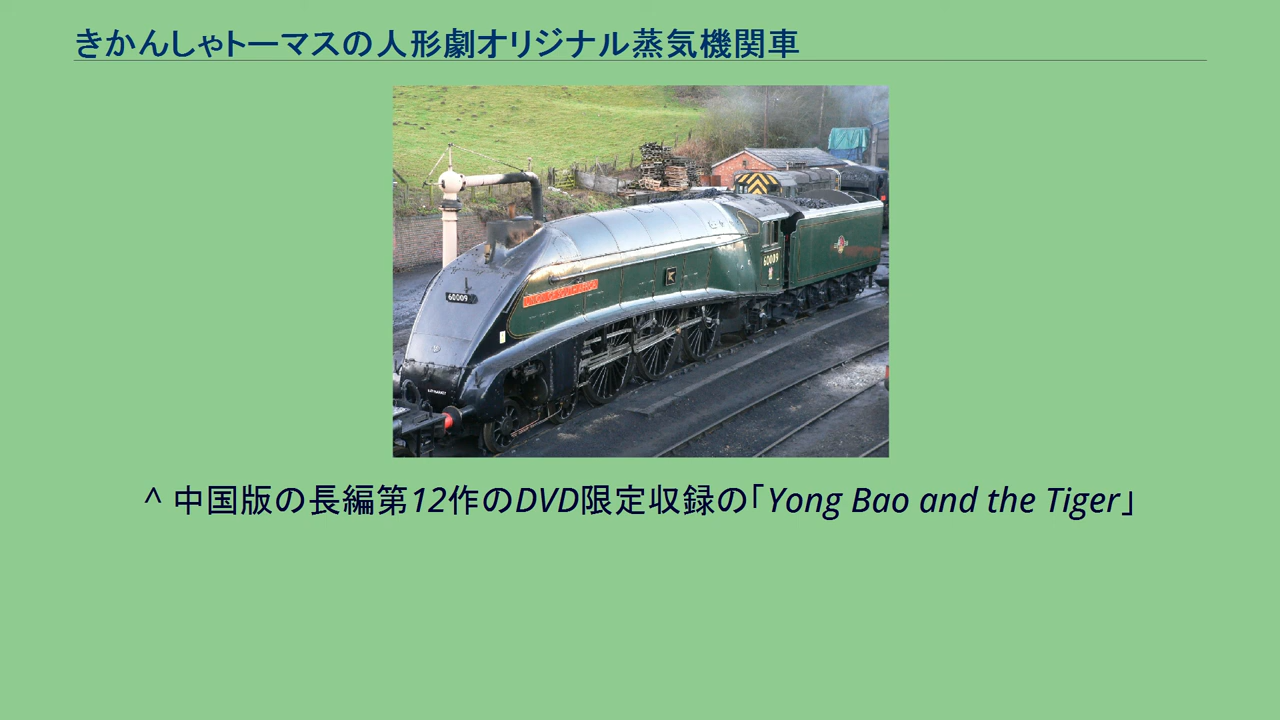 きかんしゃトーマスの人形劇オリジナル蒸気機関車
60009
60009
^ 中国版の長編第12作のDVD限定収録の「Yong Bao and the Tiger」